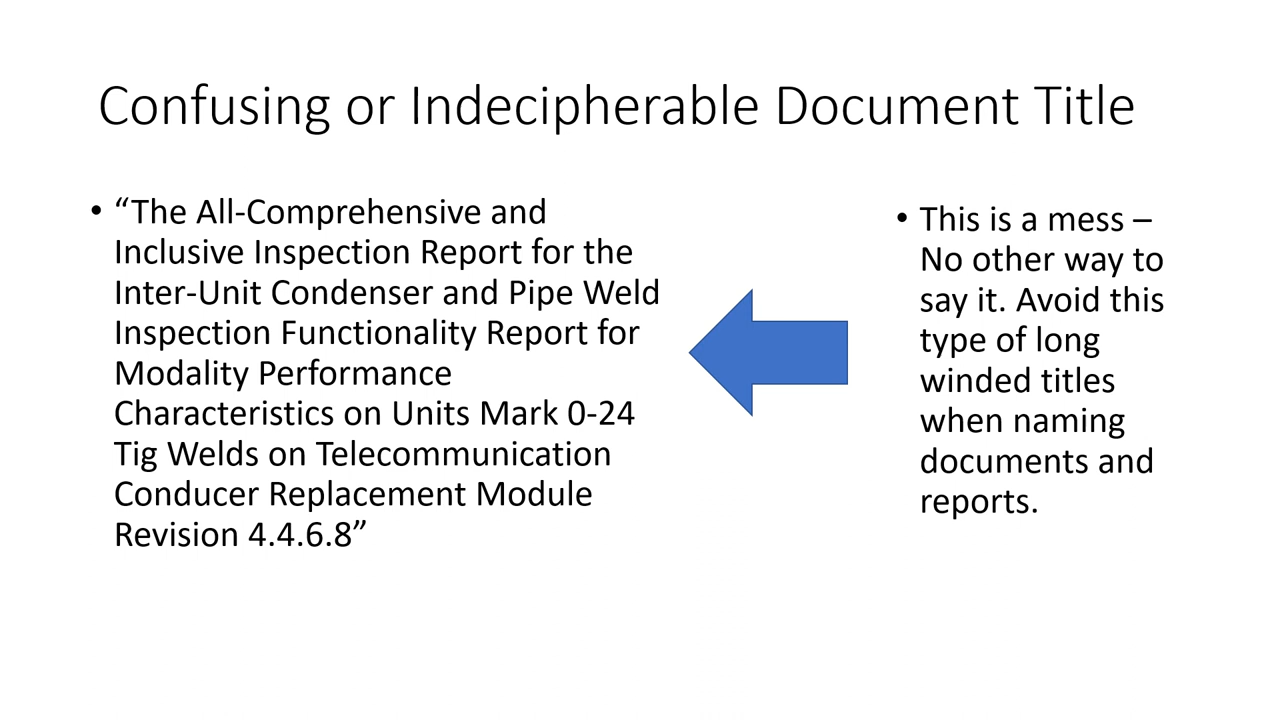 Confusing or Indecipherable Document Title
• “The All-Comprehensive and
Inclusive Inspection Report for the
Inter-Unit Condenser and Pipe Weld
Inspection Functionality Report for
Modality Performance
Characteristics on Units Mark 0-24
Tig Welds on Telecommunication
Conducer Replacement Module
Revision 4.4.6.8”
• This is a mess –
No other way to
say it. Avoid this
type of long
winded titles
when naming
documents and
reports.